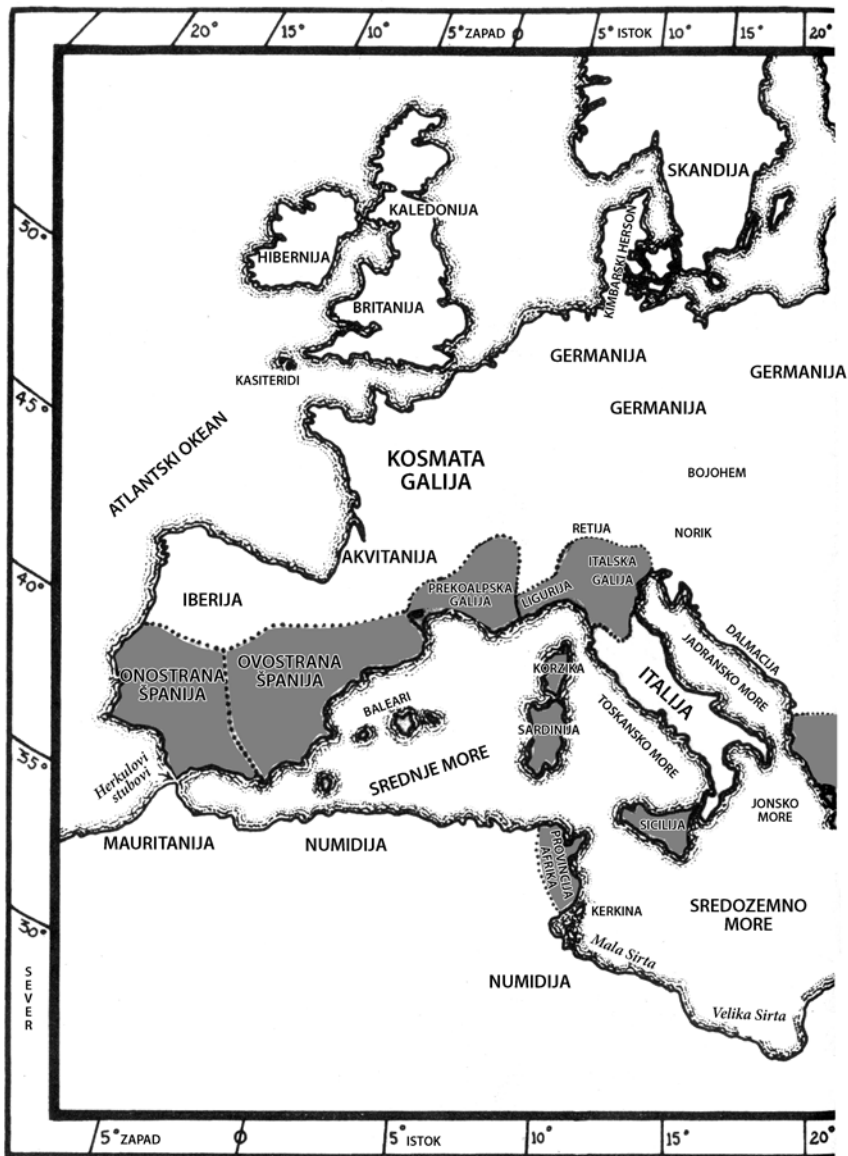 20° 15° 10° 5° ZAPAD 0 5° ISTOK 10° 15° 20°
SKANDIJA
50°
KALEDONIJA
HIBERNIJA
KIMBARSKI HERSON
BRITANIJA
GERMANIJA
KASITERIDI
GERMANIJA
45°
GERMANIJA
ATLANTSKI OKEAN
KOSMATA
GALIJA
BOJOHEM
RETIJA
NORIK
AKVITANIJA
ITALSKA
GALIJA
40°
PREKOALPSKA
GALIJA
LIGURIJA
IBERIJA
DALMACIJA
JADRANSKO MORE
OVOSTRANA
ŠPANIJA
ONOSTRANA
ŠPANIJA
KORZIKA
ITALIJA
BALEARI
TOSKANSKO MORE
SARDINIJA
35°
SREDNJE MORE
Herkulovi
stubovi
JONSKO
MORE
SICILIJA
MAURITANIJA
NUMIDIJA
PROVINCIJA
AFRIKA
30°
KERKINA
SREDOZEMNO
MORE
Mala Sirta
SEVER
NUMIDIJA
Velika Sirta
5° ZAPAD 0 5° ISTOK 10° 15° 20°